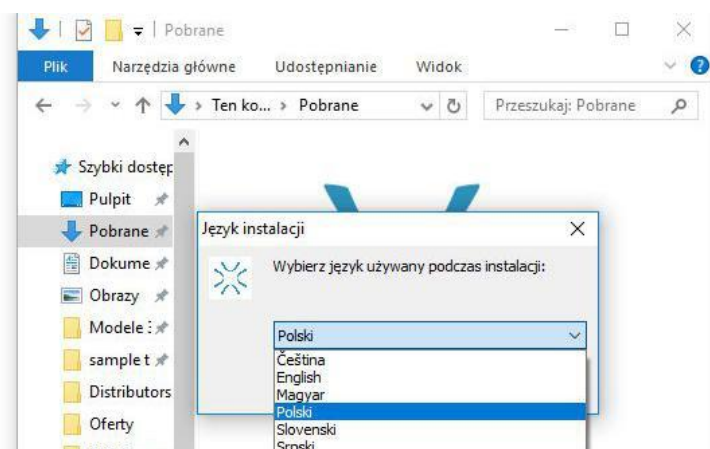 Pobrane
Plik Narzędzia główne Udostępnianie Widok
Ten ko... Pobrane Przeszukaj: Pobrane
Szybki dostęp
Pulpit
Pobrane
Dokume
Obrazy
Modele
sample t
Distributors
Oferty
Język instalacji
Wybierz język używany podczas instalacji:
Polski
Čeština
English
Magyar
Polski
Slovenski
Srpski